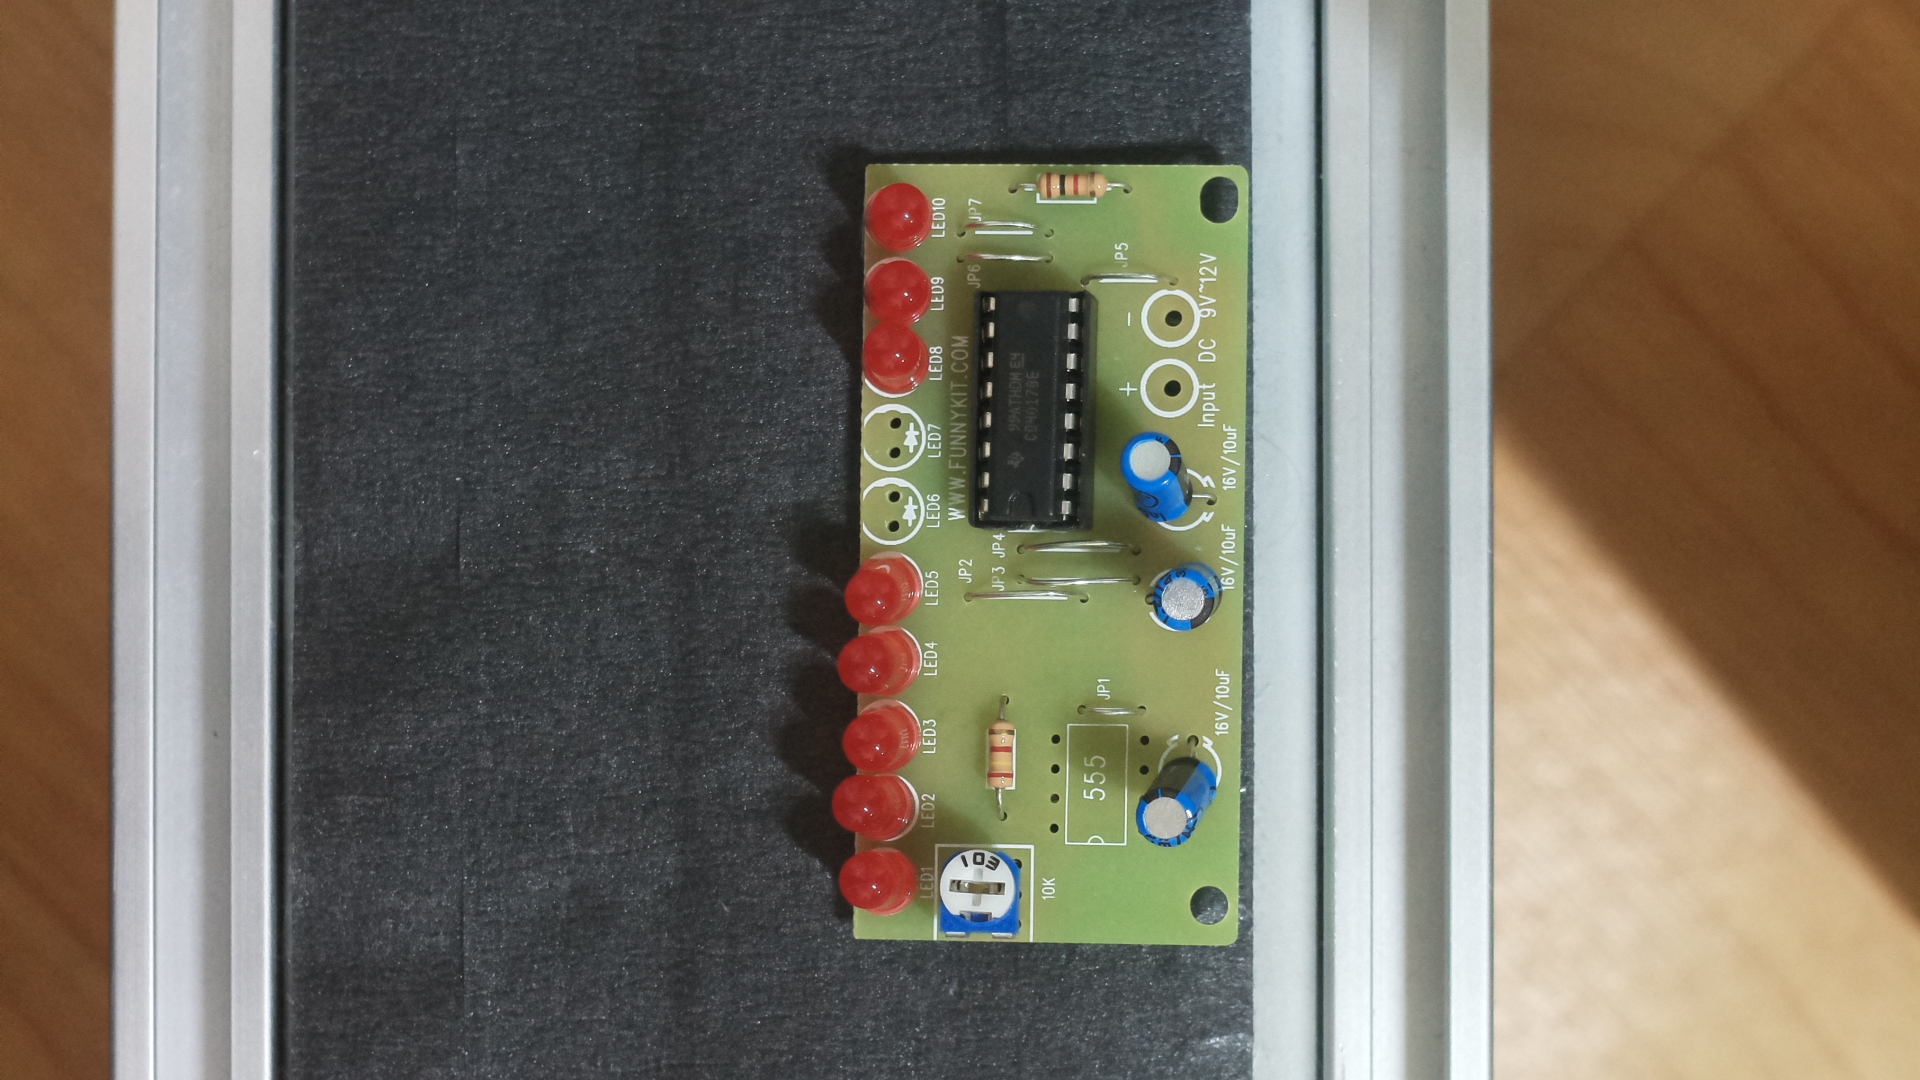 LED10
LED9
LED8
LED7
LED6
LED5
LED4
LED3
LED2
LED1
WWW.FUNNYKIT.COM
JP7
JP6
JP5
JP4
JP3
JP2
JP1
CD4017BE
- +
Input DC 9V~12V
16V/10uF
16V/10uF
16V/10uF
555
103
10K